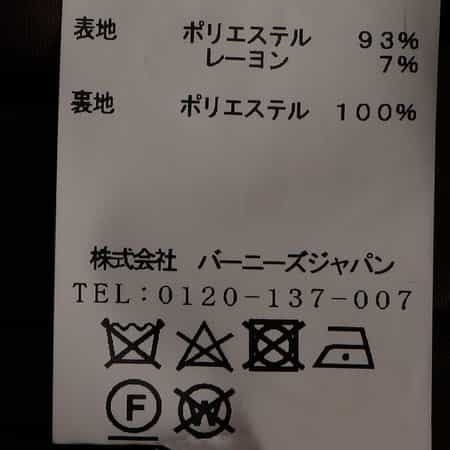 表地 ポリエステル 93%
レーヨン 7%
裏地 ポリエステル 100%
株式会社 バーニーズジャパン
TEL:0120-137-007
F W